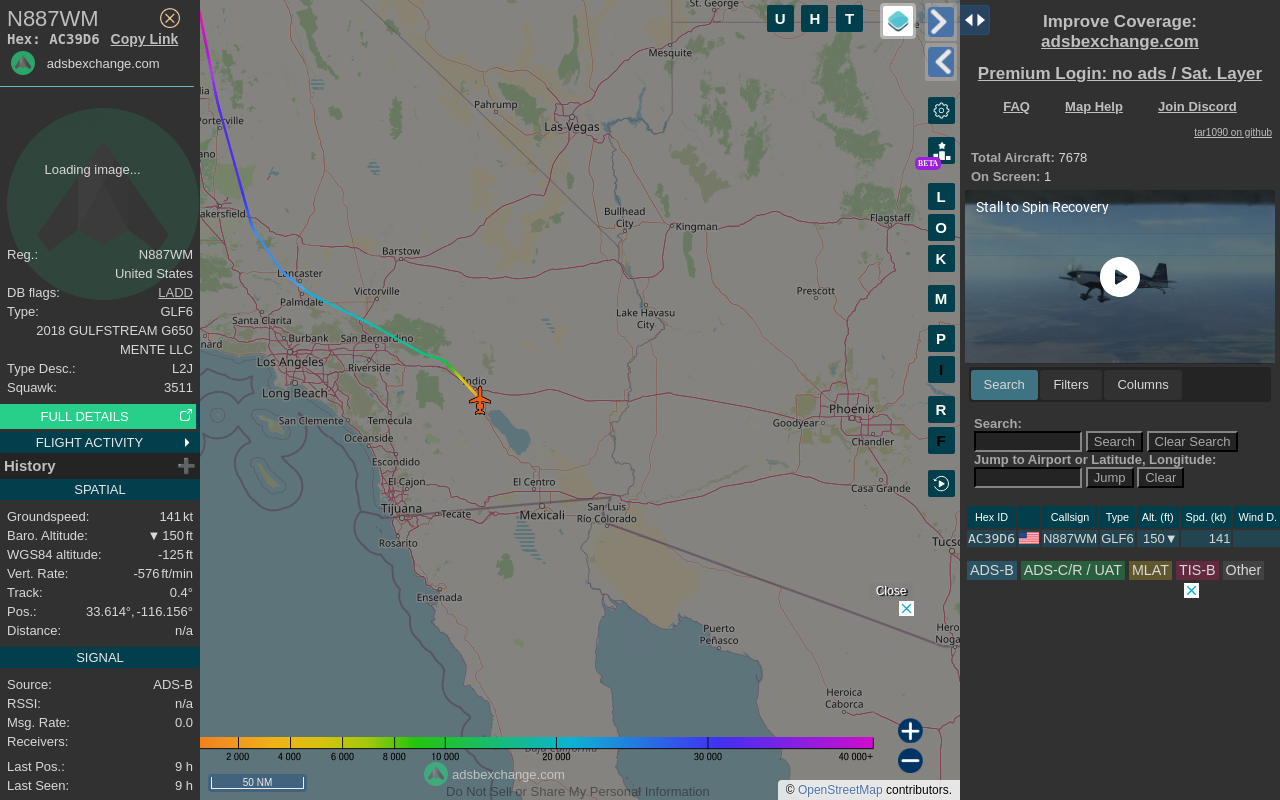 N887WM
Hex: AC39D6 Copy Link
adsbexchange.com
Loading image...
Reg.: N887WM
United States
DB flags: LADD
Type: GLF6
2018 GULFSTREAM G650
MENTE LLC
Type Desc.: L2J
Squawk: 3511
FULL DETAILS
FLIGHT ACTIVITY
History
SPATIAL
Groundspeed: 141 kt
Baro. Altitude: ▼ 150 ft
WGS84 altitude: -125 ft
Vert. Rate: -576 ft/min
Track: 0.4°
Pos.: 33.614°, -116.156°
Distance: n/a
SIGNAL
Source: ADS-B
RSSI: n/a
Msg. Rate: 0.0
Receivers:
Last Pos.: 9 h
Last Seen: 9 h
St. George
Mesquite
Pahrump
Las Vegas
Porterville
Bullhead
City
Kingman
Flagstaff
Barstow
Lancaster
Palmdale
Victorville
Prescott
Santa Clarita
Lake Havasu
City
Burbank
San Bernardino
Los Angeles
Riverside
Indio
Long Beach
San Clemente
Temecula
Phoenix
Goodyear
Chandler
Oceanside
Escondido
El Cajon
El Centro
Casa Grande
Tijuana
Tecate
Mexicali
San Luis
Río Colorado
Rosarito
Ensenada
Puerto
Peñasco
Heroica
Caborca
U H T
BETA
L
O
K
M
P
I
R
F
Close
2 000 4 000 6 000 8 000 10 000 20 000 30 000 40 000+
50 NM
adsbexchange.com
Do Not Sell or Share My Personal Information
© OpenStreetMap contributors.
Improve Coverage:
adsbexchange.com
Premium Login: no ads / Sat. Layer
FAQ Map Help Join Discord
tar1090 on github
Total Aircraft: 7678
On Screen: 1
Stall to Spin Recovery
Search Filters Columns
Search:
Search Clear Search
Jump to Airport or Latitude, Longitude:
Jump Clear
Hex ID Callsign Type Alt. (ft) Spd. (kt) Wind D.
AC39D6 N887WM GLF6 150▼ 141
ADS-B ADS-C/R / UAT MLAT TIS-B Other